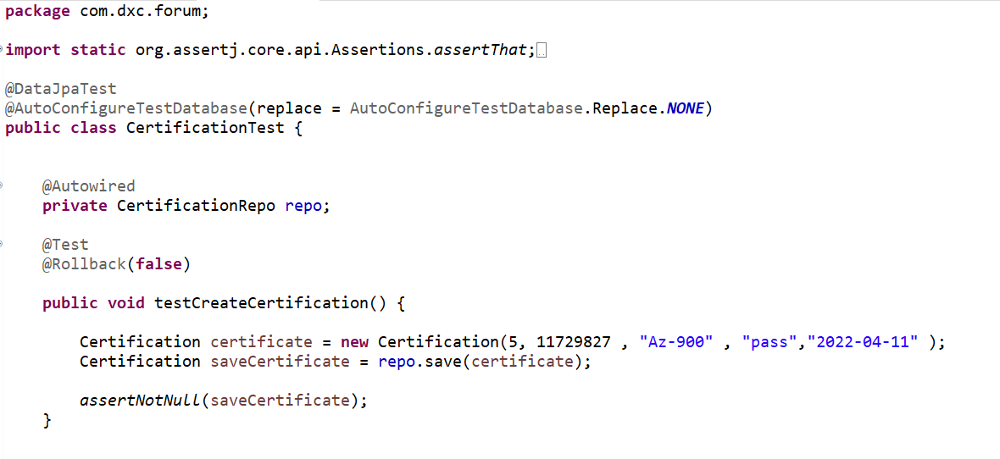 package com.dxc.forum;
import static org.assertj.core.api.Assertions.assertThat;
@DataJpaTest
@AutoConfigureTestDatabase(replace = AutoConfigureTestDatabase.Replace.NONE)
public class CertificationTest {
@Autowired
private CertificationRepo repo;
@Test
@Rollback(false)
public void testCreateCertification() {
Certification certificate = new Certification(5, 11729827 , "Az-900" , "pass","2022-04-11" );
Certification saveCertificate = repo.save(certificate);
assertNotNull(saveCertificate);
}